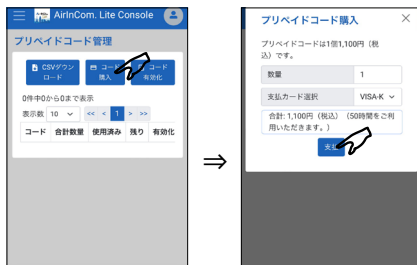 AirInCom. Lite Console
プリペイドコード管理
CSVダウン
ロード
コード
購入
コード
有効化
0件中0から0まで表示
表示数 10 << < 1 > >>
コード 合計数量 使用済み 残り 有効化
⇒
プリペイドコード購入 ×
プリペイドコードは1個1,100円（税
込）です。
数量 1
支払カード選択 VISA-K
合計: 1,100円（税込）（50時間をご利
用いただきます。）
支払